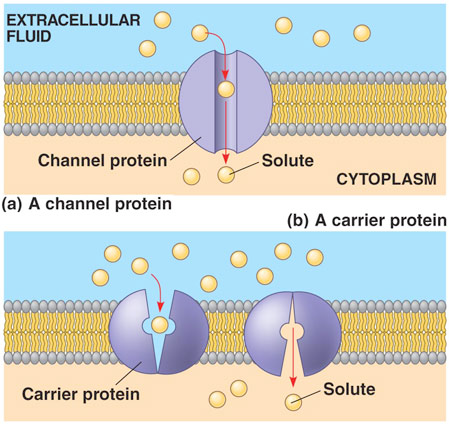 EXTRACELLULAR
FLUID
Channel protein
Solute
CYTOPLASM
(a) A channel protein
(b) A carrier protein
Carrier protein
Solute